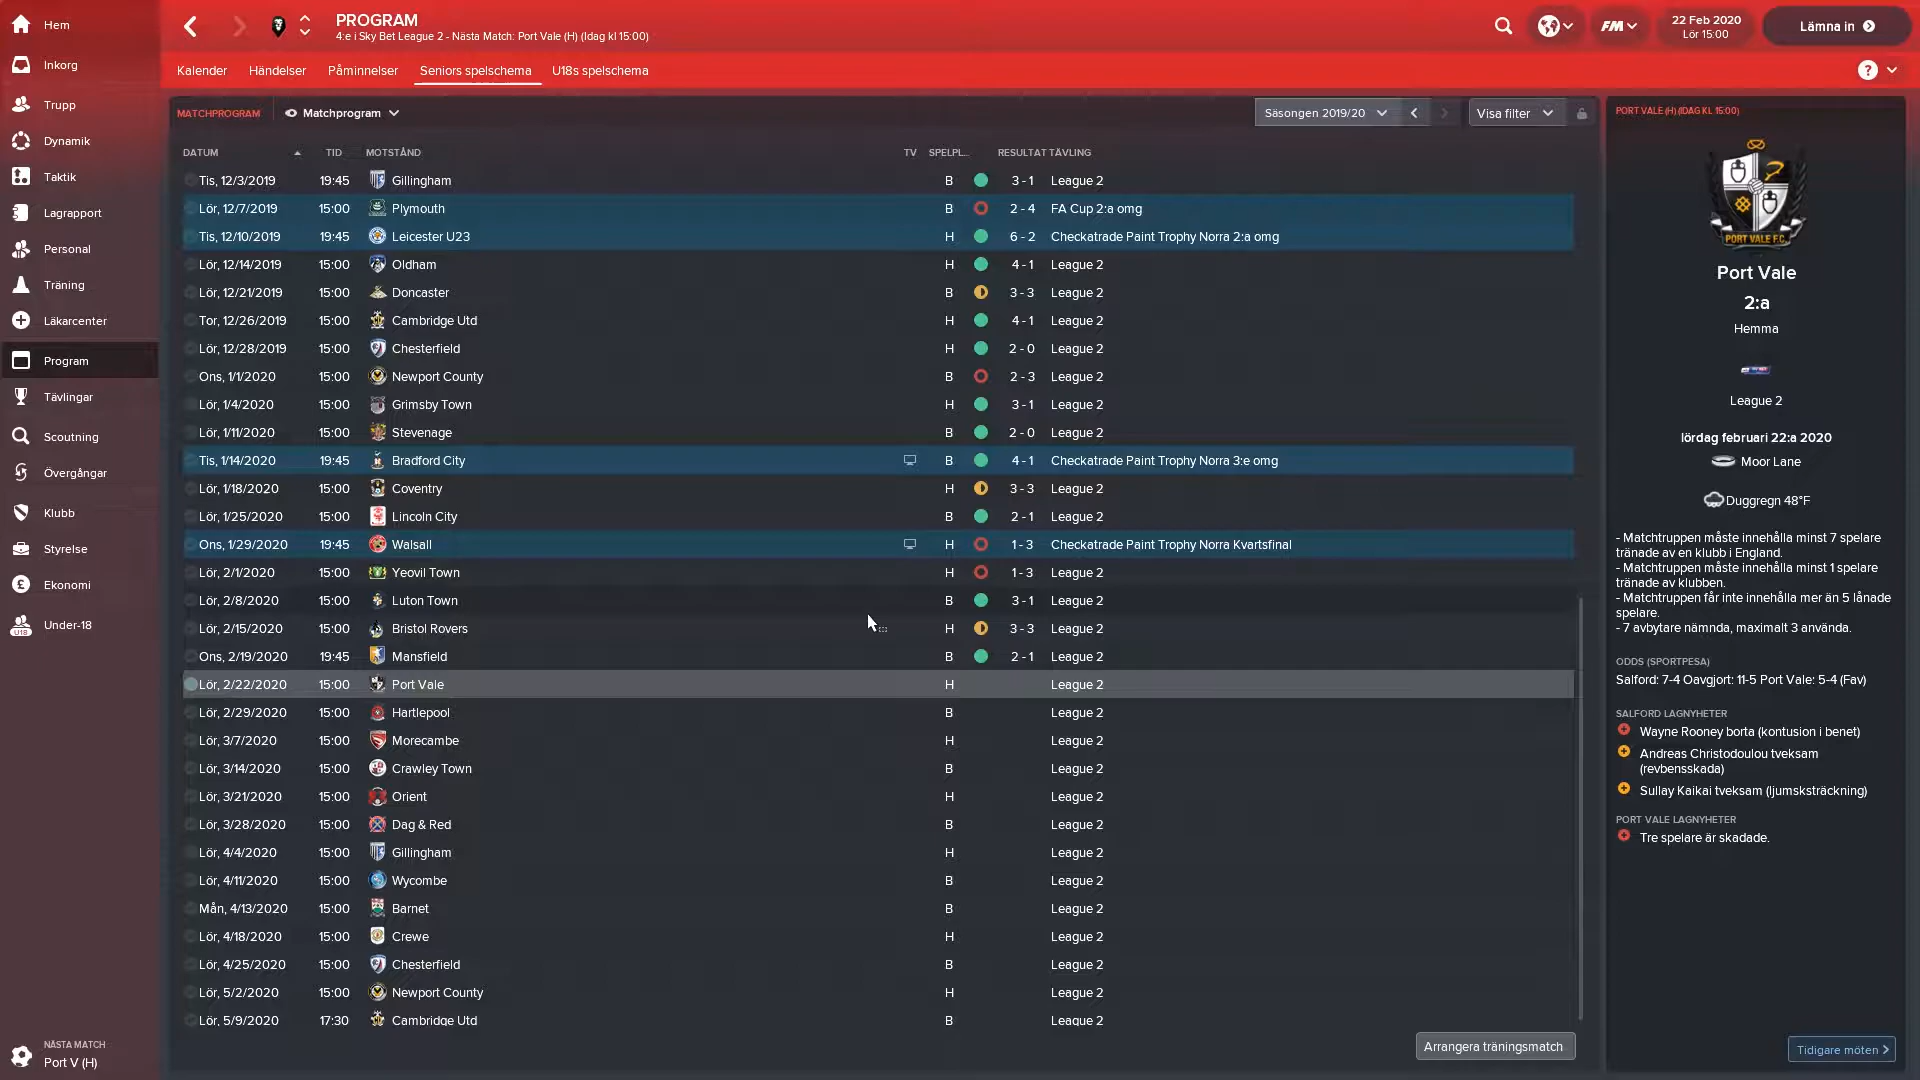 Hem
Inkorg
Trupp
Dynamik
Taktik
Lagrapport
Personal
Träning
Läkarcenter
Program
Tävlingar
Scoutning
Övergångar
Klubb
Styrelse
Ekonomi
U18
Under-18
NÄSTA MATCH
Port V (H)
PROGRAM
4:e i Sky Bet League 2 - Nästa Match: Port Vale (H) (Idag kl 15:00)
FM
22 Feb 2020
Lör 15:00
Lämna in
Kalender Händelser Påminnelser Seniors spelschema U18s spelschema
MATCHPROGRAM Matchprogram Säsongen 2019/20 Visa filter
DATUM TID MOTSTÅND TV SPELPL... RESULTAT TÄVLING
Tis, 12/3/2019 19:45 Gillingham B 3 - 1 League 2
Lör, 12/7/2019 15:00 Plymouth B 2 - 4 FA Cup 2:a omg
Tis, 12/10/2019 19:45 Leicester U23 H 6 - 2 Checkatrade Paint Trophy Norra 2:a omg
Lör, 12/14/2019 15:00 Oldham H 4 - 1 League 2
Lör, 12/21/2019 15:00 Doncaster B 3 - 3 League 2
Tor, 12/26/2019 15:00 Cambridge Utd H 4 - 1 League 2
Lör, 12/28/2019 15:00 Chesterfield H 2 - 0 League 2
Ons, 1/1/2020 15:00 Newport County B 2 - 3 League 2
Lör, 1/4/2020 15:00 Grimsby Town H 3 - 1 League 2
Lör, 1/11/2020 15:00 Stevenage B 2 - 0 League 2
Tis, 1/14/2020 19:45 Bradford City B 4 - 1 Checkatrade Paint Trophy Norra 3:e omg
Lör, 1/18/2020 15:00 Coventry H 3 - 3 League 2
Lör, 1/25/2020 15:00 Lincoln City B 2 - 1 League 2
Ons, 1/29/2020 19:45 Walsall H 1 - 3 Checkatrade Paint Trophy Norra Kvartsfinal
Lör, 2/1/2020 15:00 Yeovil Town H 1 - 3 League 2
Lör, 2/8/2020 15:00 Luton Town B 3 - 1 League 2
Lör, 2/15/2020 15:00 Bristol Rovers H 3 - 3 League 2
Ons, 2/19/2020 19:45 Mansfield B 2 - 1 League 2
Lör, 2/22/2020 15:00 Port Vale H League 2
Lör, 2/29/2020 15:00 Hartlepool B League 2
Lör, 3/7/2020 15:00 Morecambe H League 2
Lör, 3/14/2020 15:00 Crawley Town B League 2
Lör, 3/21/2020 15:00 Orient H League 2
Lör, 3/28/2020 15:00 Dag & Red B League 2
Lör, 4/4/2020 15:00 Gillingham H League 2
Lör, 4/11/2020 15:00 Wycombe B League 2
Mån, 4/13/2020 15:00 Barnet B League 2
Lör, 4/18/2020 15:00 Crewe H League 2
Lör, 4/25/2020 15:00 Chesterfield B League 2
Lör, 5/2/2020 15:00 Newport County H League 2
Lör, 5/9/2020 17:30 Cambridge Utd B League 2
Arrangera träningsmatch
PORT VALE (H) (IDAG KL 15:00)
PORT VALE F.C.
Port Vale
2:a
Hemma
League 2
lördag februari 22:a 2020
Moor Lane
Duggregn 48°F
- Matchtruppen måste innehålla minst 7 spelare
tränade av en klubb i England.
- Matchtruppen måste innehålla minst 1 spelare
tränade av klubben.
- Matchtruppen får inte innehålla mer än 5 lånade
spelare.
- 7 avbytare nämnda, maximalt 3 använda.
ODDS (SPORTPESA)
Salford: 7-4 Oavgjort: 11-5 Port Vale: 5-4 (Fav)
SALFORD LAGNYHETER
Wayne Rooney borta (kontusion i benet)
Andreas Christodoulou tveksam
(revbensskada)
Sullay Kaikai tveksam (ljumsksträckning)
PORT VALE LAGNYHETER
Tre spelare är skadade.
Tidigare möten